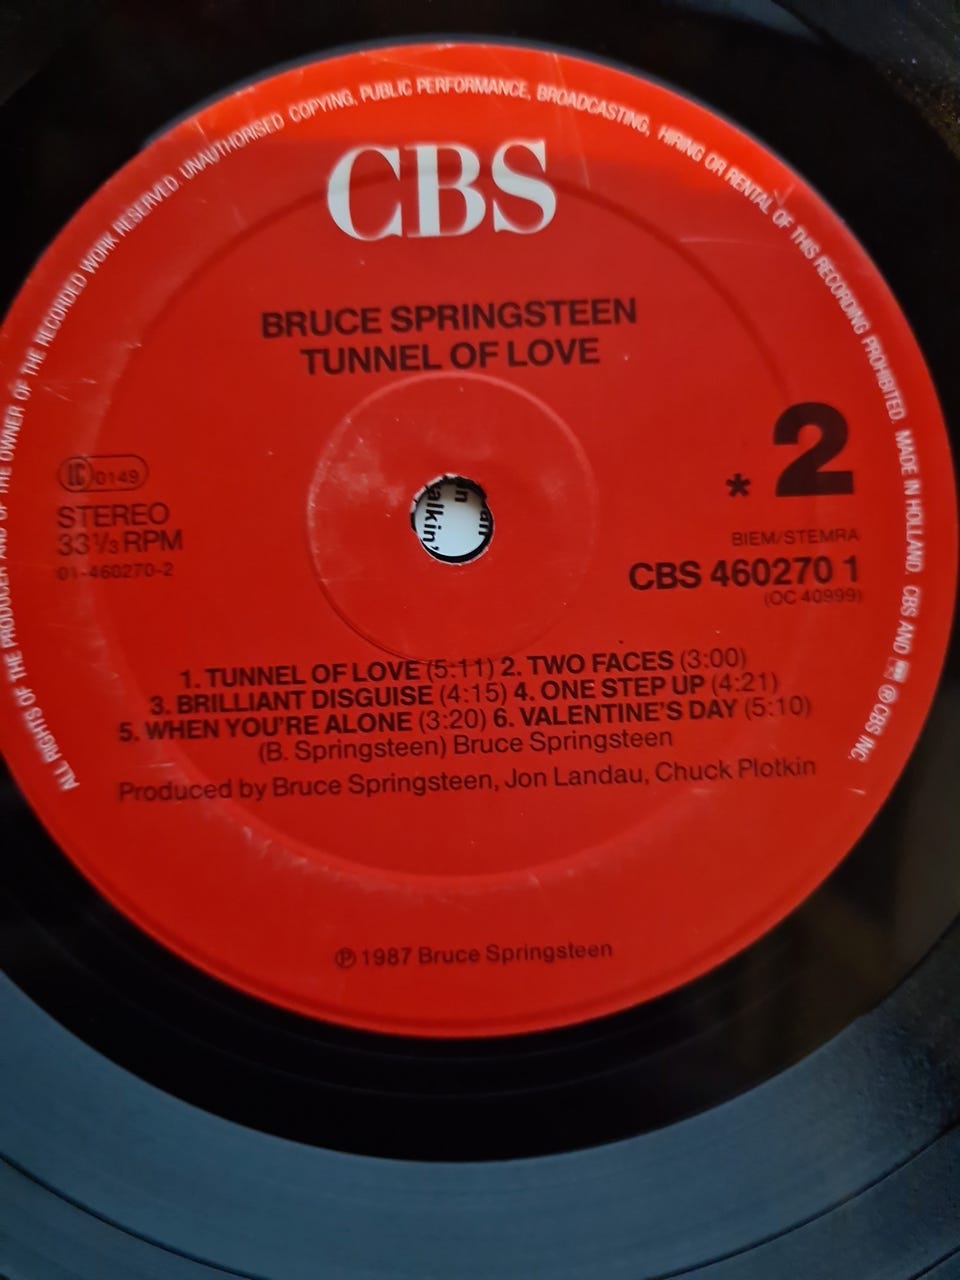 ALL RIGHTS OF THE PRODUCER AND OF THE OWNER OF THE RECORDED WORK RESERVED. UNAUTHORISED COPYING, PUBLIC PERFORMANCE, BROADCASTING, HIRING OR RENTAL OF THIS RECORDING PROHIBITED. MADE IN HOLLAND. CBS AND ℗ CBS INC.
CBS
BRUCE SPRINGSTEEN
TUNNEL OF LOVE
* 2
LC 0149
STEREO
33 1/3 RPM
01-460270-2
BIEM/STEMRA
CBS 460270 1
(OC 40999)
alkin'
1. TUNNEL OF LOVE (5:11) 2. TWO FACES (3:00)
3. BRILLIANT DISGUISE (4:15) 4. ONE STEP UP (4:21)
5. WHEN YOU'RE ALONE (3:20) 6. VALENTINE'S DAY (5:10)
(B. Springsteen) Bruce Springsteen
Produced by Bruce Springsteen, Jon Landau, Chuck Plotkin
℗ 1987 Bruce Springsteen